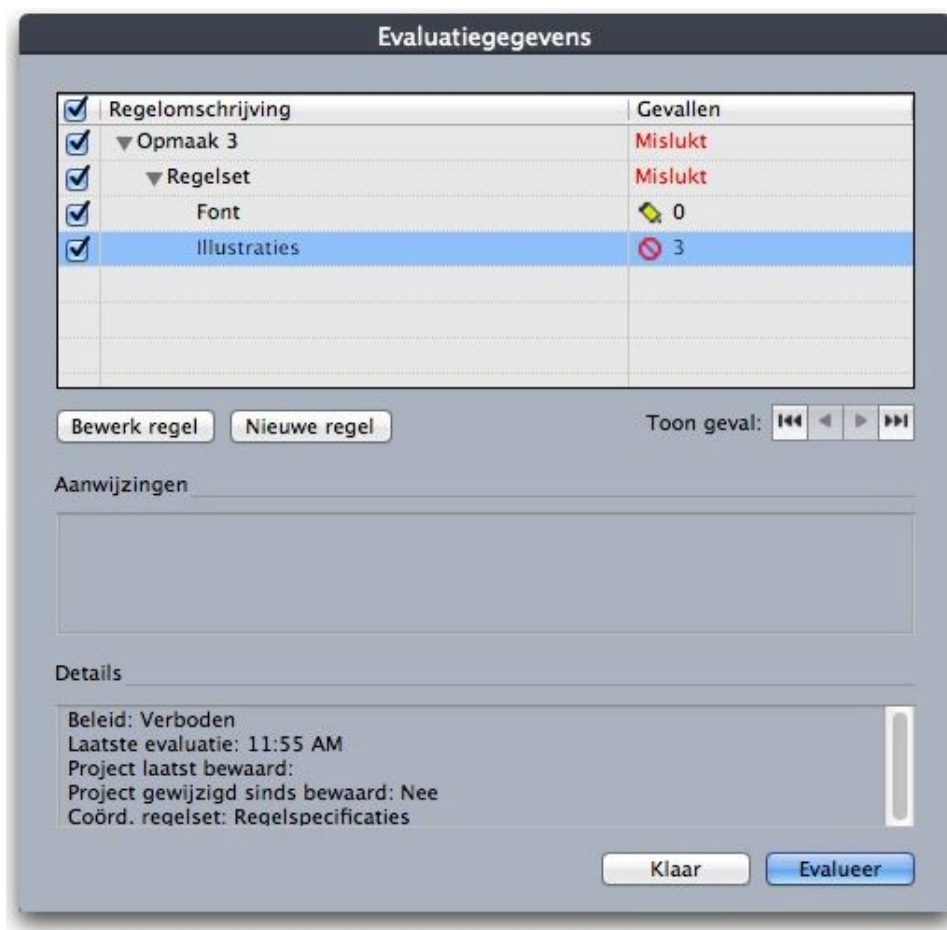 Evaluatiegegevens
Regelomschrijving Gevallen
Opmaak 3 Mislukt
Regelset Mislukt
Font 0
Illustraties 3
Bewerk regel Nieuwe regel Toon geval:
Aanwijzingen
Details
Beleid: Verboden
Laatste evaluatie: 11:55 AM
Project laatst bewaard:
Project gewijzigd sinds bewaard: Nee
Coörd. regelset: Regelspecificaties
Klaar Evalueer